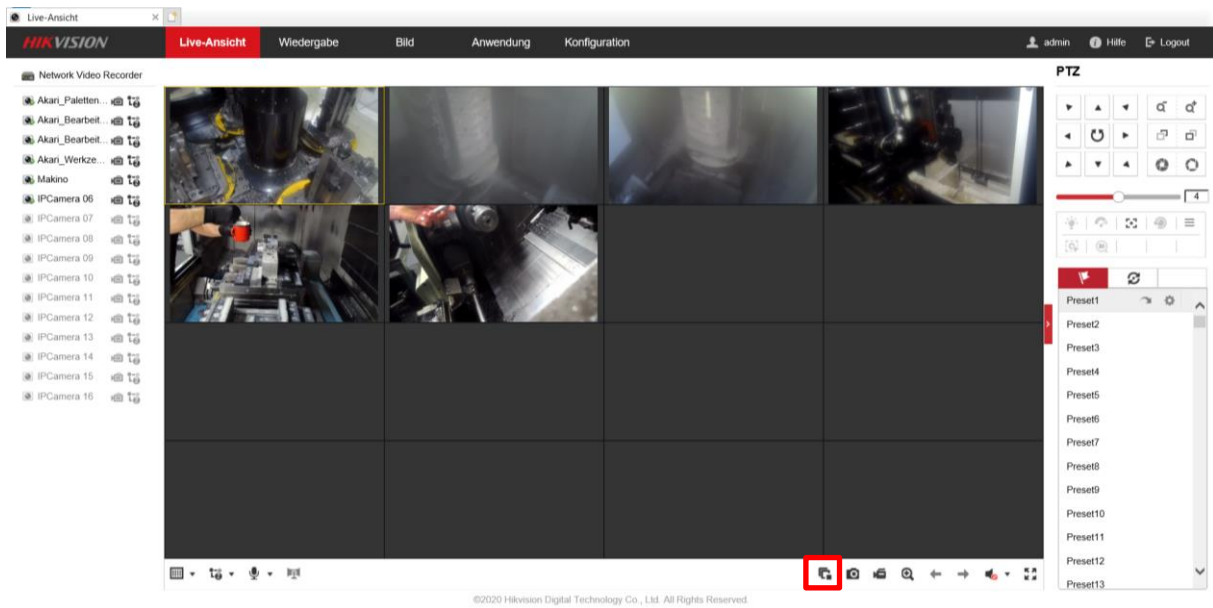 Live-Ansicht
HIKVISION
Live-Ansicht Wiedergabe Bild Anwendung Konfiguration
admin Hilfe Logout
Network Video Recorder
Akari_Paletten...
Akari_Bearbeit...
Akari_Bearbeit...
Akari_Werkze...
Makino
IPCamera 06
IPCamera 07
IPCamera 08
IPCamera 09
IPCamera 10
IPCamera 11
IPCamera 12
IPCamera 13
IPCamera 14
IPCamera 15
IPCamera 16
PTZ
4
Preset1
Preset2
Preset3
Preset4
Preset5
Preset6
Preset7
Preset8
Preset9
Preset10
Preset11
Preset12
Preset13
©2020 Hikvision Digital Technology Co., Ltd. All Rights Reserved.